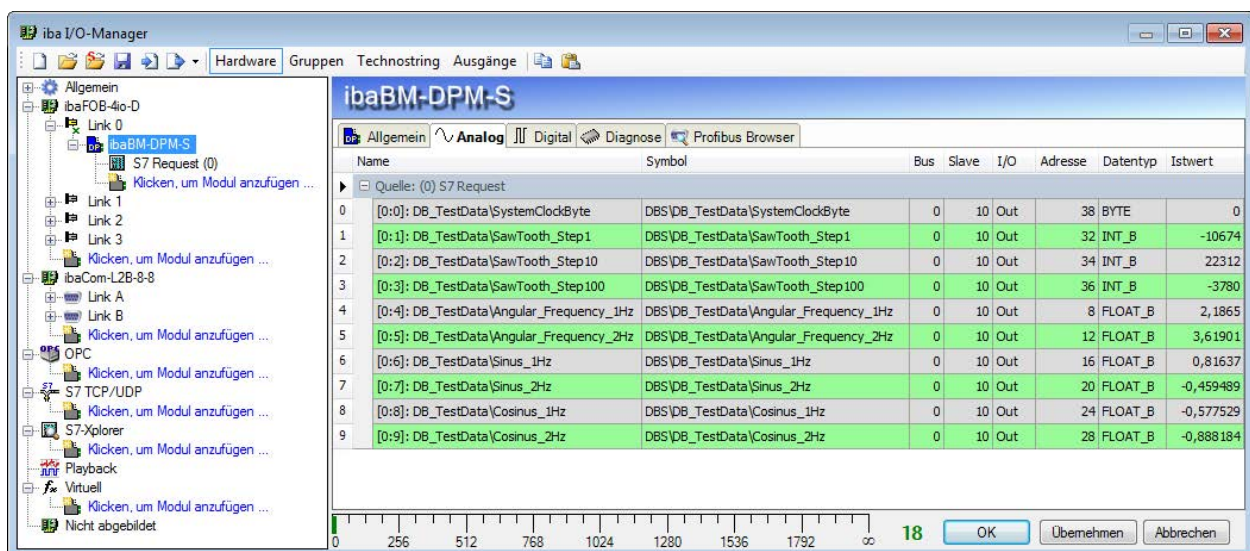 iba I/O-Manager
Hardware Gruppen Technostring Ausgänge
Allgemein
ibaFOB-4io-D
Link 0
ibaBM-DPM-S
S7 Request (0)
Klicken, um Modul anzufügen ...
Link 1
Link 2
Link 3
Klicken, um Modul anzufügen ...
ibaCom-L2B-8-8
Link A
Link B
Klicken, um Modul anzufügen ...
OPC
Klicken, um Modul anzufügen ...
S7 TCP/UDP
Klicken, um Modul anzufügen ...
S7-Xplorer
Klicken, um Modul anzufügen ...
Playback
Virtuell
Klicken, um Modul anzufügen ...
Nicht abgebildet
ibaBM-DPM-S
Allgemein Analog Digital Diagnose Profibus Browser
Name Symbol Bus Slave I/O Adresse Datentyp Istwert
Quelle: (0) S7 Request
0 [0:0]: DB_TestData\SystemClockByte DBS\DB_TestData\SystemClockByte 0 10 Out 38 BYTE 0
1 [0:1]: DB_TestData\SawTooth_Step1 DBS\DB_TestData\SawTooth_Step1 0 10 Out 32 INT_B -10674
2 [0:2]: DB_TestData\SawTooth_Step10 DBS\DB_TestData\SawTooth_Step10 0 10 Out 34 INT_B 22312
3 [0:3]: DB_TestData\SawTooth_Step100 DBS\DB_TestData\SawTooth_Step100 0 10 Out 36 INT_B -3780
4 [0:4]: DB_TestData\Angular_Frequency_1Hz DBS\DB_TestData\Angular_Frequency_1Hz 0 10 Out 8 FLOAT_B 2,1865
5 [0:5]: DB_TestData\Angular_Frequency_2Hz DBS\DB_TestData\Angular_Frequency_2Hz 0 10 Out 12 FLOAT_B 3,61901
6 [0:6]: DB_TestData\Sinus_1Hz DBS\DB_TestData\Sinus_1Hz 0 10 Out 16 FLOAT_B 0,81637
7 [0:7]: DB_TestData\Sinus_2Hz DBS\DB_TestData\Sinus_2Hz 0 10 Out 20 FLOAT_B -0,459489
8 [0:8]: DB_TestData\Cosinus_1Hz DBS\DB_TestData\Cosinus_1Hz 0 10 Out 24 FLOAT_B -0,577529
9 [0:9]: DB_TestData\Cosinus_2Hz DBS\DB_TestData\Cosinus_2Hz 0 10 Out 28 FLOAT_B -0,888184
0 256 512 768 1024 1280 1536 1792 ∞ 18 OK Übernehmen Abbrechen